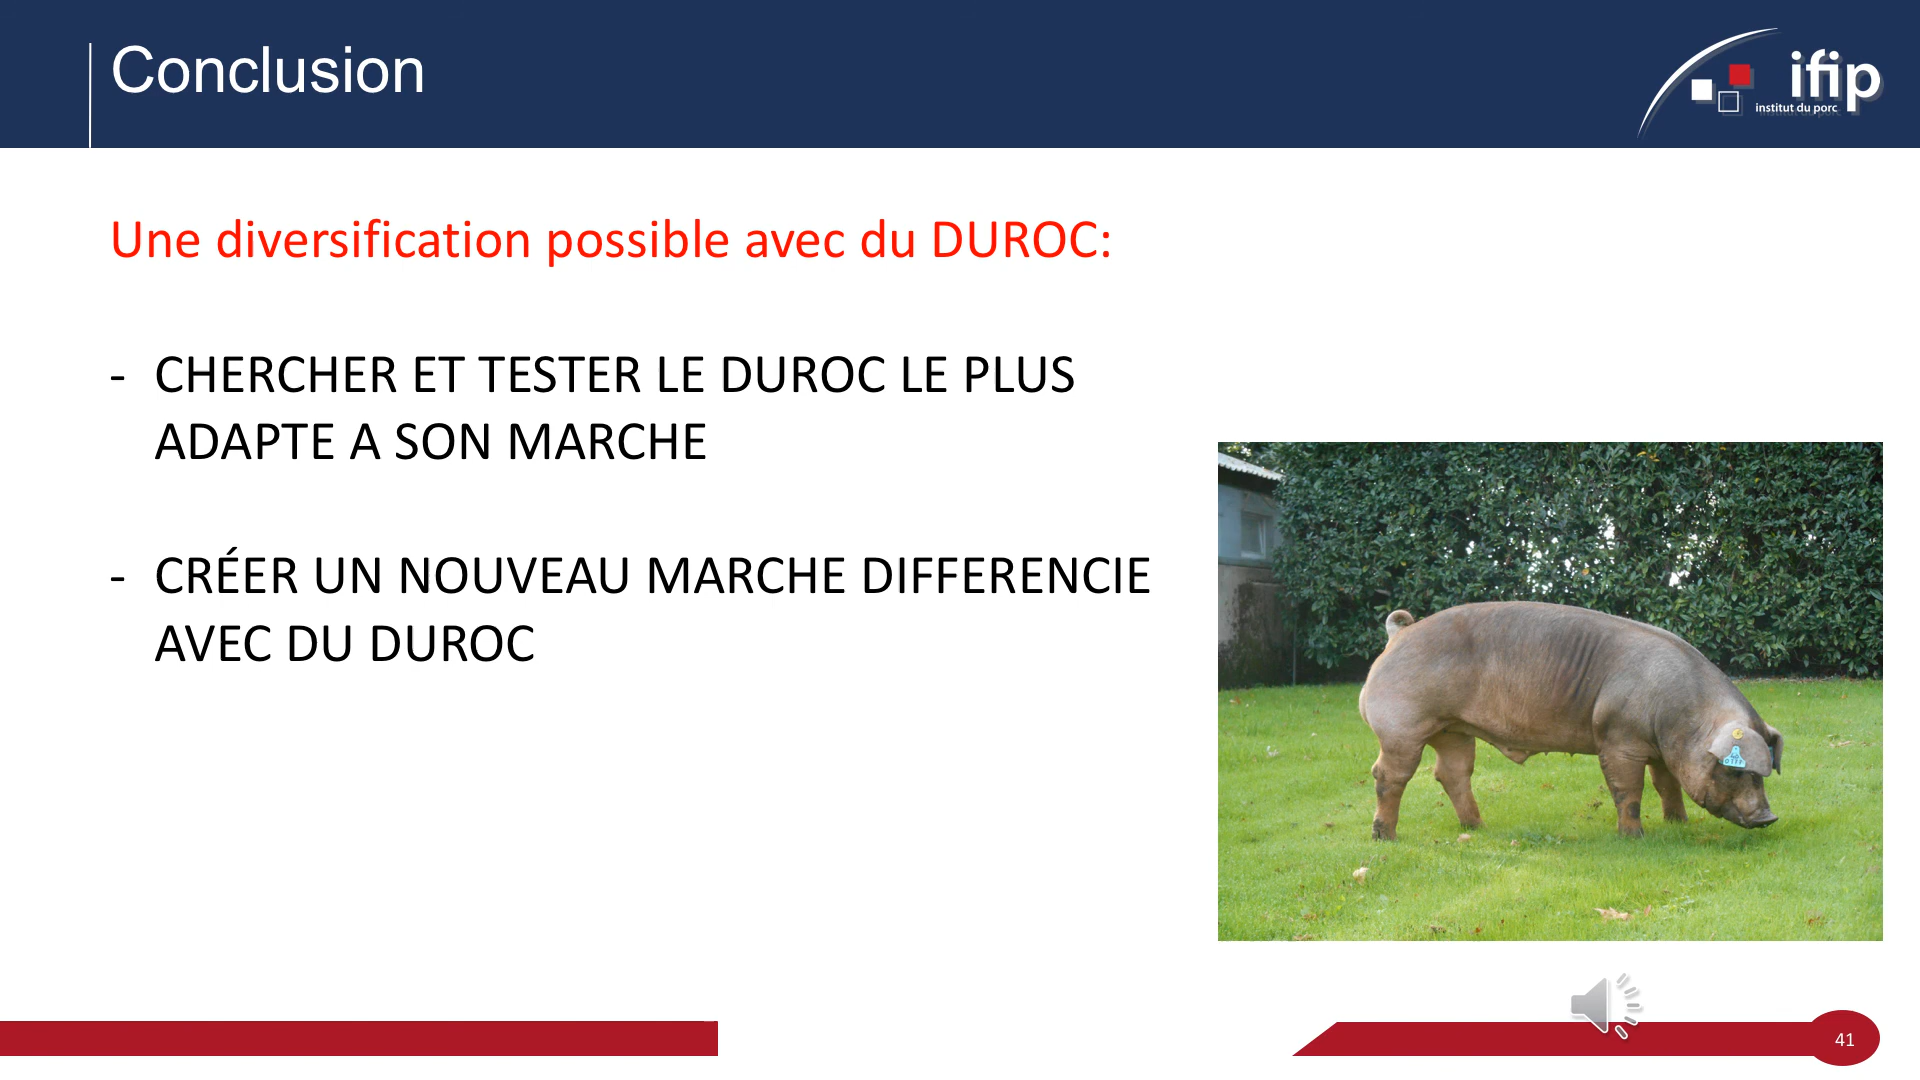 Conclusion
ifip
institut du porc
Une diversification possible avec du DUROC:
- CHERCHER ET TESTER LE DUROC LE PLUS
ADAPTE A SON MARCHE
- CRÉER UN NOUVEAU MARCHE DIFFERENCIE
AVEC DU DUROC
41